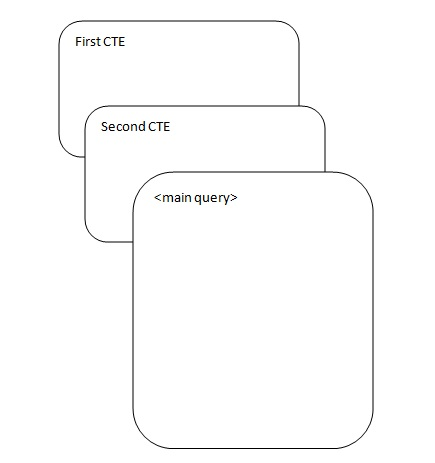 First CTE
Second CTE
<main query>